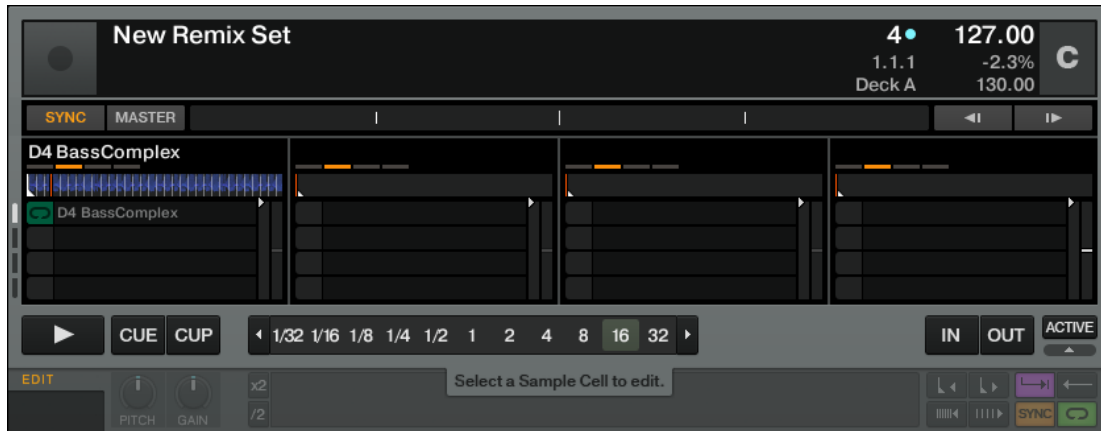 New Remix Set 4 127.00
1.1.1 -2.3% C
Deck A 130.00
SYNC MASTER
D4 BassComplex
D4 BassComplex
CUE CUP 1/32 1/16 1/8 1/4 1/2 1 2 4 8 16 32 IN OUT ACTIVE
EDIT x2 Select a Sample Cell to edit.
PITCH GAIN /2 SYNC